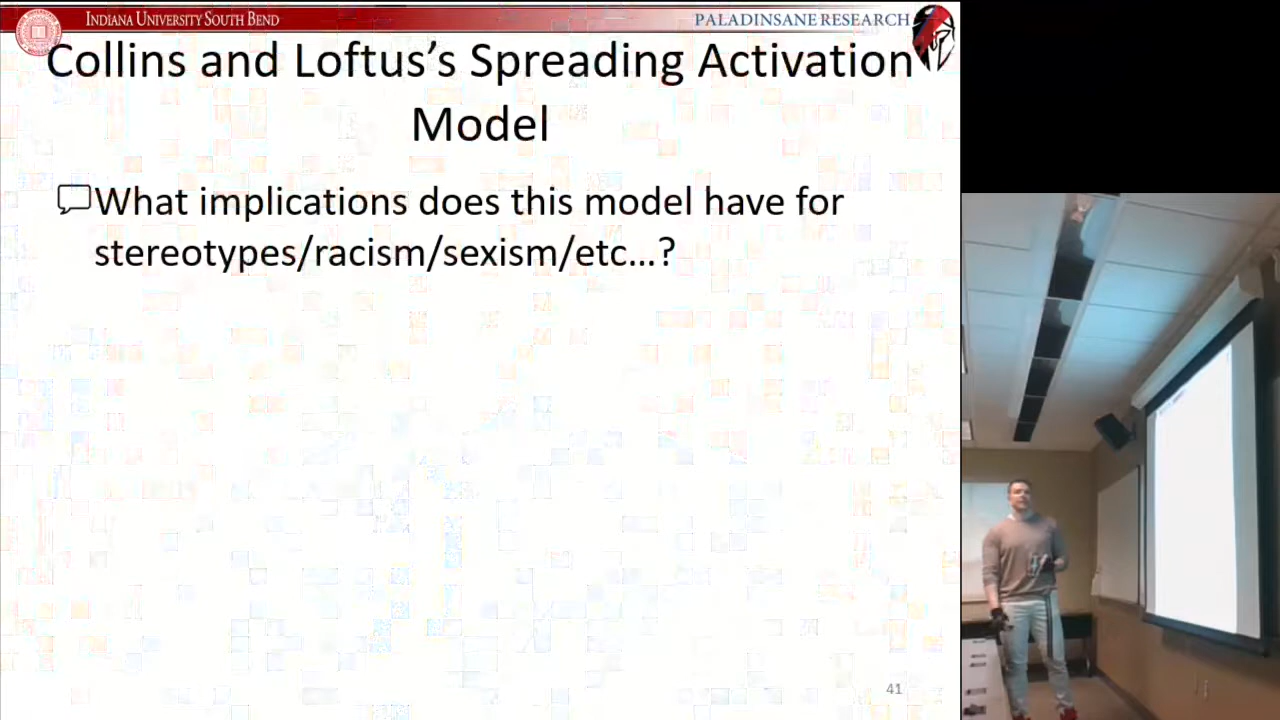 INDIANA UNIVERSITY SOUTH BEND
PALADINSANE RESEARCH
Collins and Loftus’s Spreading Activation
Model
What implications does this model have for
stereotypes/racism/sexism/etc…?
41